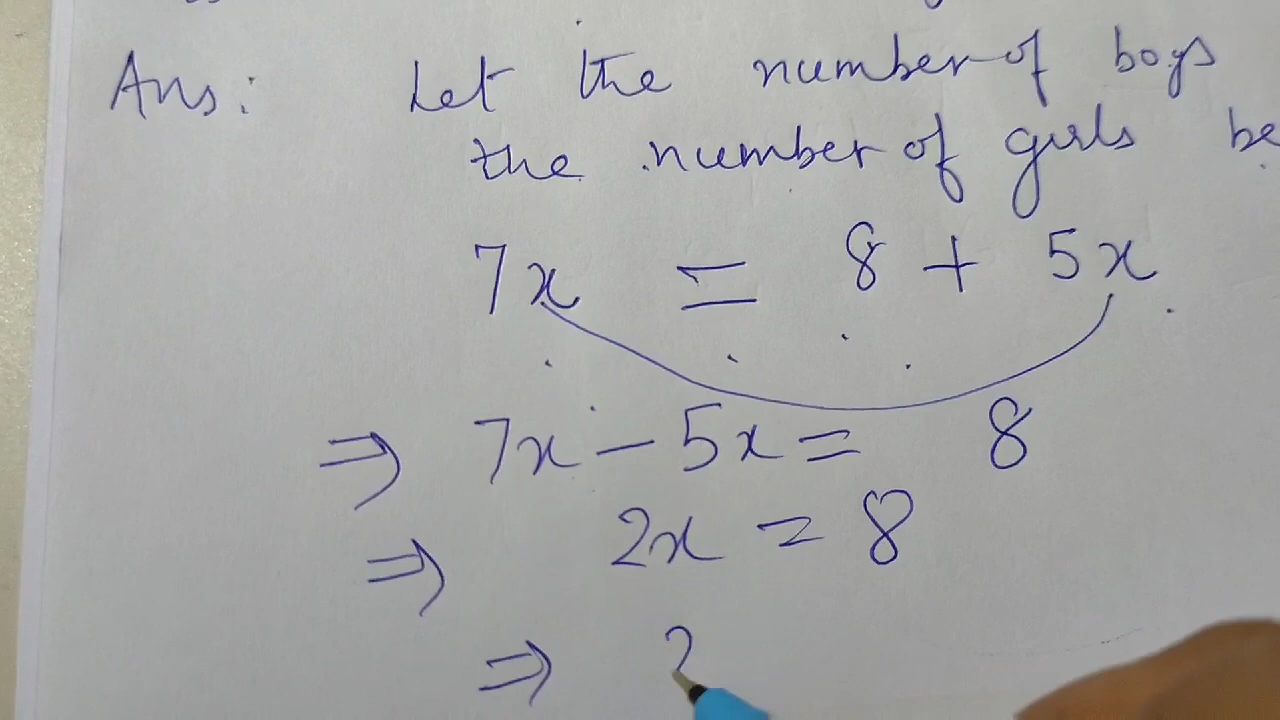 Ans: Let the number of boys
the number of girls be
7x = 8 + 5x
⇒ 7x - 5x = 8
⇒ 2x = 8
⇒